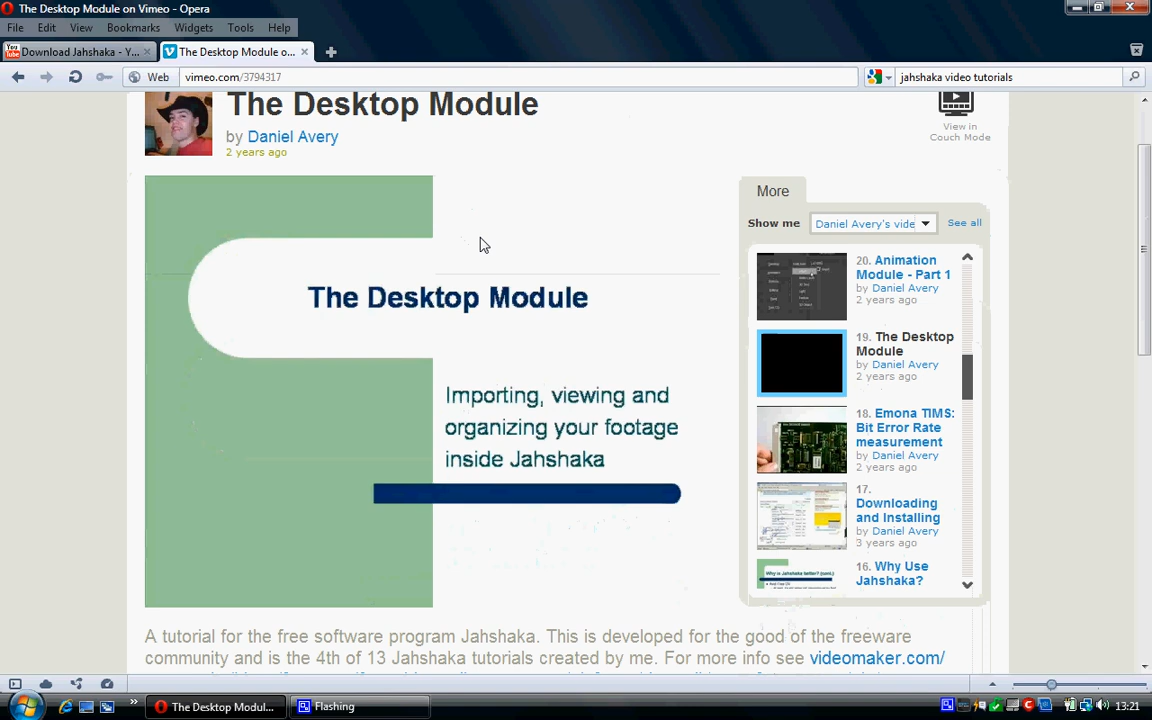 The Desktop Module on Vimeo - Opera
File Edit View Bookmarks Widgets Tools Help
You Tube Download Jahshaka - Y... The Desktop Module o...
Web vimeo.com/3794317 jahshaka video tutorials
The Desktop Module
by Daniel Avery
2 years ago
View in
Couch Mode
The Desktop Module
Importing, viewing and
organizing your footage
inside Jahshaka
More
Show me Daniel Avery's vide See all
20. Animation
Module - Part 1
by Daniel Avery
2 years ago
19. The Desktop
Module
by Daniel Avery
2 years ago
18. Emona TIMS:
Bit Error Rate
measurement
by Daniel Avery
2 years ago
17.
Downloading
and Installing
by Daniel Avery
3 years ago
16. Why Use
Jahshaka?
A tutorial for the free software program Jahshaka. This is developed for the good of the freeware
community and is the 4th of 13 Jahshaka tutorials created by me. For more info see videomaker.com/
The Desktop Modul... Flashing 13:21